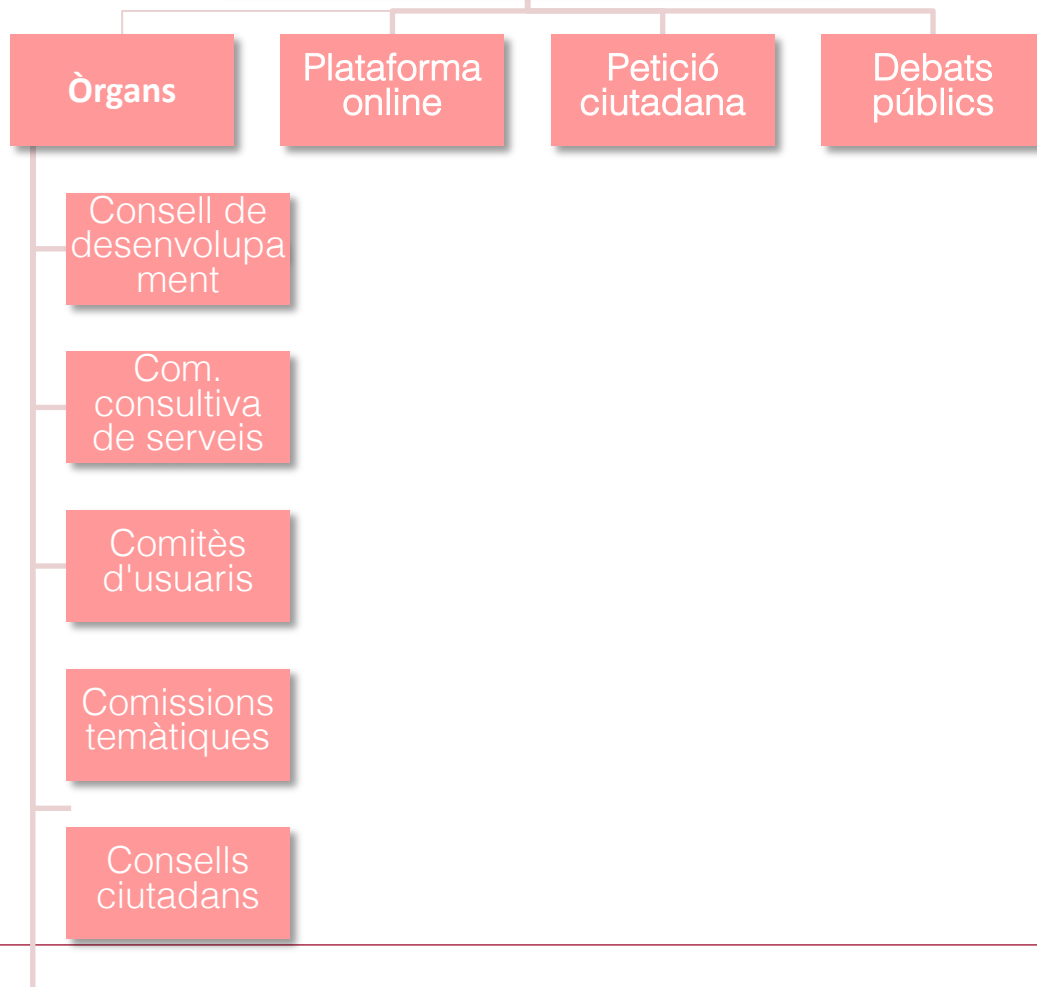 Òrgans
Plataforma
online
Petició
ciutadana
Debats
públics
Consell de
desenvolupa
ment
Com.
consultiva
de serveis
Comitès
d'usuaris
Comissions
temàtiques
Consells
ciutadans